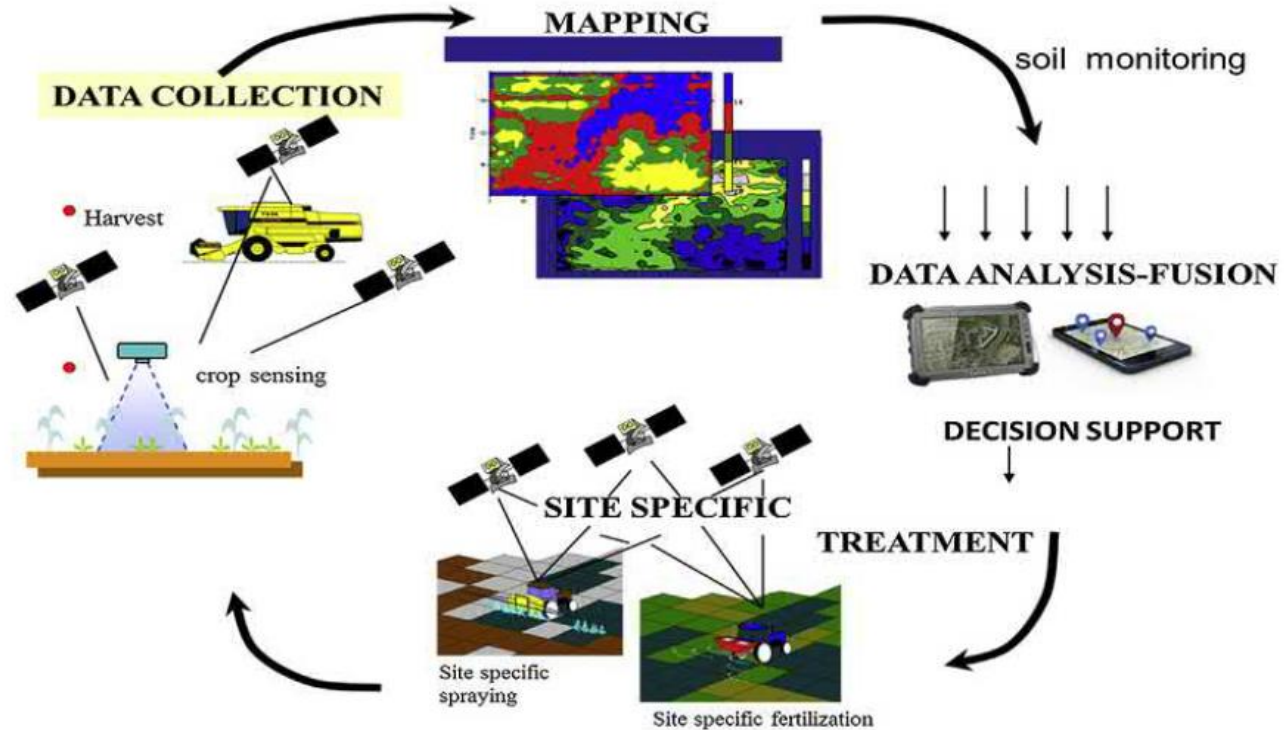 MAPPING
soil monitoring
DATA COLLECTION
Harvest
crop sensing
DATA ANALYSIS-FUSION
DECISION SUPPORT
SITE SPECIFIC
TREATMENT
Site specific
spraying
Site specific fertilization